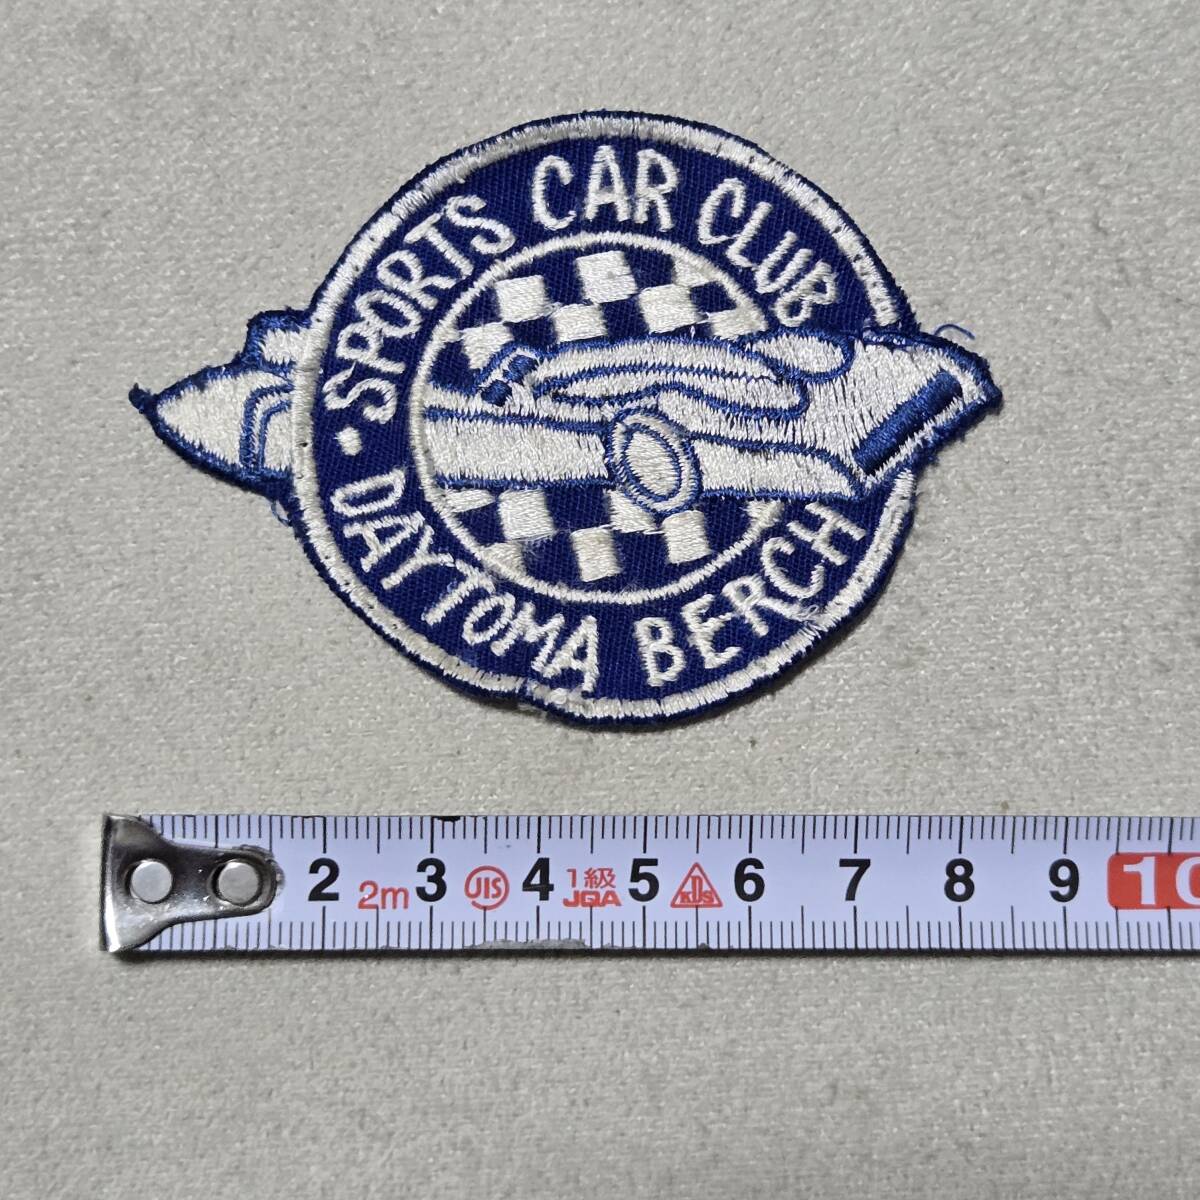 · SPORTS CAR CLUB
DAYTOMA BERCH
2 2m 3 JIS 4 1級 JQA 5 KDS 6 7 8 9 10